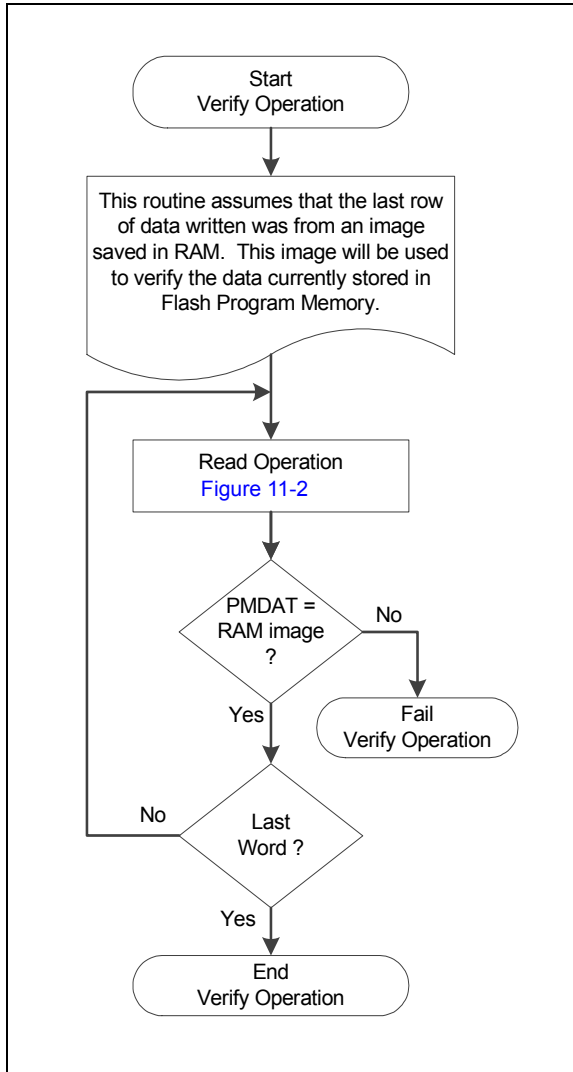 Start
Verify Operation
This routine assumes that the last row
of data written was from an image
saved in RAM. This image will be used
to verify the data currently stored in
Flash Program Memory.
Read Operation
Figure 11-2
PMDAT =
RAM image
?
No
Yes
Fail
Verify Operation
No
Last
Word ?
Yes
End
Verify Operation